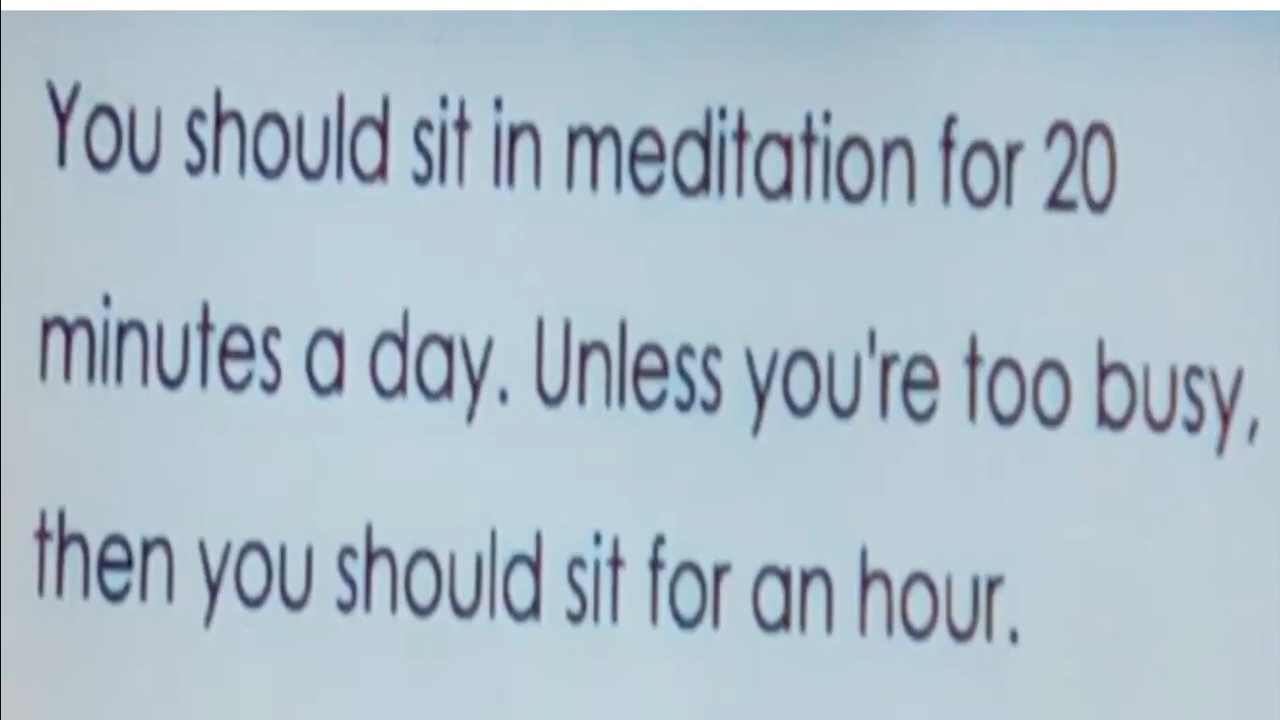 You should sit in meditation for 20
minutes a day. Unless you're too busy,
then you should sit for an hour.